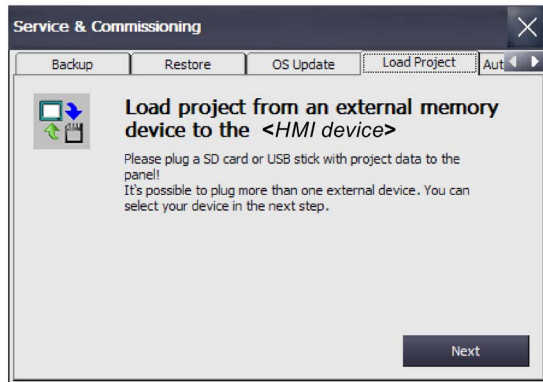 Service & Commissioning
Backup
Restore
OS Update
Load Project
Aut
Load project from an external memory
device to the <HMI device>
Please plug a SD card or USB stick with project data to the
panel!
It's possible to plug more than one external device. You can
select your device in the next step.
Next